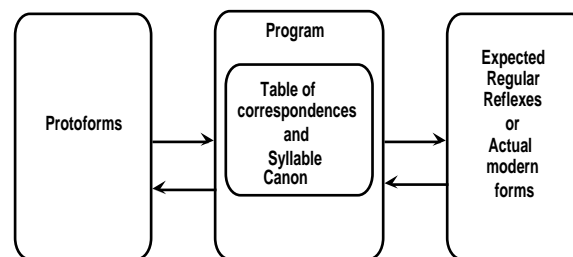 Protoforms
Program
Table of
correspondences
and
Syllable
Canon
Expected
Regular
Reflexes
or
Actual
modern
forms